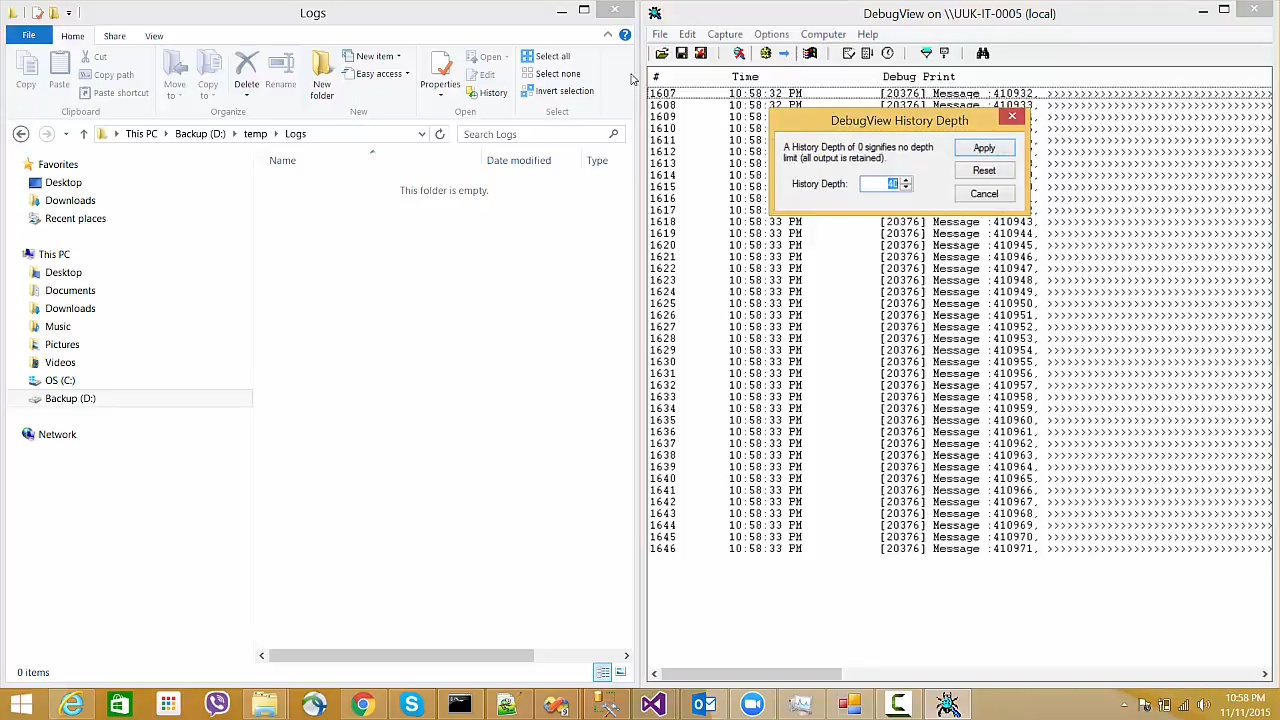 Logs
File Home Share View
Copy
Paste
Cut
Copy path
Paste shortcut
Clipboard
Move to
Copy to
Delete
Rename
Organize
New folder
New item
Easy access
New
Properties
Open
Edit
History
Open
Select all
Select none
Invert selection
Select
This PC Backup (D:) temp Logs
Search Logs
Favorites
Desktop
Downloads
Recent places
This PC
Desktop
Documents
Downloads
Music
Pictures
Videos
OS (C:)
Backup (D:)
Network
Name Date modified Type
This folder is empty.
0 items
DebugView on \\UUK-IT-0005 (local)
File Edit Capture Options Computer Help
# Time Debug Print
1607 10:58:32 PM [20376] Message :410932, >>>>>>>>>>>>>>>>>>>>>>>>>>>>>
1608 10:58:32 PM [20376] Message :410933, >>>>>>>>>>>>>>>>>>>>>>>>>>>>>
1609 10:58
1610 10:58
1611 10:58
1612 10:58
1613 10:58
1614 10:58
1615 10:58
1616 10:58
1617 10:58
DebugView History Depth
A History Depth of 0 signifies no depth
limit (all output is retained).
History Depth: 40
Apply
Reset
Cancel
1618 10:58:33 PM [20376] Message :410943, >>>>>>>>>>>>>>>>>>>>>>>>>>>>>
1619 10:58:33 PM [20376] Message :410944, >>>>>>>>>>>>>>>>>>>>>>>>>>>>>
1620 10:58:33 PM [20376] Message :410945, >>>>>>>>>>>>>>>>>>>>>>>>>>>>>
1621 10:58:33 PM [20376] Message :410946, >>>>>>>>>>>>>>>>>>>>>>>>>>>>>
1622 10:58:33 PM [20376] Message :410947, >>>>>>>>>>>>>>>>>>>>>>>>>>>>>
1623 10:58:33 PM [20376] Message :410948, >>>>>>>>>>>>>>>>>>>>>>>>>>>>>
1624 10:58:33 PM [20376] Message :410949, >>>>>>>>>>>>>>>>>>>>>>>>>>>>>
1625 10:58:33 PM [20376] Message :410950, >>>>>>>>>>>>>>>>>>>>>>>>>>>>>
1626 10:58:33 PM [20376] Message :410951, >>>>>>>>>>>>>>>>>>>>>>>>>>>>>
1627 10:58:33 PM [20376] Message :410952, >>>>>>>>>>>>>>>>>>>>>>>>>>>>>
1628 10:58:33 PM [20376] Message :410953, >>>>>>>>>>>>>>>>>>>>>>>>>>>>>
1629 10:58:33 PM [20376] Message :410954, >>>>>>>>>>>>>>>>>>>>>>>>>>>>>
1630 10:58:33 PM [20376] Message :410955, >>>>>>>>>>>>>>>>>>>>>>>>>>>>>
1631 10:58:33 PM [20376] Message :410956, >>>>>>>>>>>>>>>>>>>>>>>>>>>>>
1632 10:58:33 PM [20376] Message :410957, >>>>>>>>>>>>>>>>>>>>>>>>>>>>>
1633 10:58:33 PM [20376] Message :410958, >>>>>>>>>>>>>>>>>>>>>>>>>>>>>
1634 10:58:33 PM [20376] Message :410959, >>>>>>>>>>>>>>>>>>>>>>>>>>>>>
1635 10:58:33 PM [20376] Message :410960, >>>>>>>>>>>>>>>>>>>>>>>>>>>>>
1636 10:58:33 PM [20376] Message :410961, >>>>>>>>>>>>>>>>>>>>>>>>>>>>>
1637 10:58:33 PM [20376] Message :410962, >>>>>>>>>>>>>>>>>>>>>>>>>>>>>
1638 10:58:33 PM [20376] Message :410963, >>>>>>>>>>>>>>>>>>>>>>>>>>>>>
1639 10:58:33 PM [20376] Message :410964, >>>>>>>>>>>>>>>>>>>>>>>>>>>>>
1640 10:58:33 PM [20376] Message :410965, >>>>>>>>>>>>>>>>>>>>>>>>>>>>>
1641 10:58:33 PM [20376] Message :410966, >>>>>>>>>>>>>>>>>>>>>>>>>>>>>
1642 10:58:33 PM [20376] Message :410967, >>>>>>>>>>>>>>>>>>>>>>>>>>>>>
1643 10:58:33 PM [20376] Message :410968, >>>>>>>>>>>>>>>>>>>>>>>>>>>>>
1644 10:58:33 PM [20376] Message :410969, >>>>>>>>>>>>>>>>>>>>>>>>>>>>>
1645 10:58:33 PM [20376] Message :410970, >>>>>>>>>>>>>>>>>>>>>>>>>>>>>
1646 10:58:33 PM [20376] Message :410971, >>>>>>>>>>>>>>>>>>>>>>>>>>>>>
10:58 PM
11/11/2015